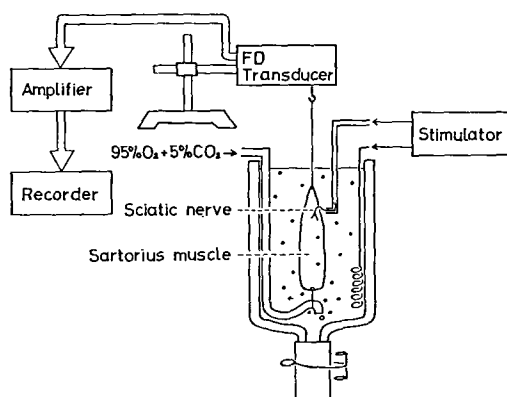 FD
Transducer
Amplifier
Recorder
95%O₂+5%CO₂
Stimulator
Sciatic nerve
Sartorius muscle